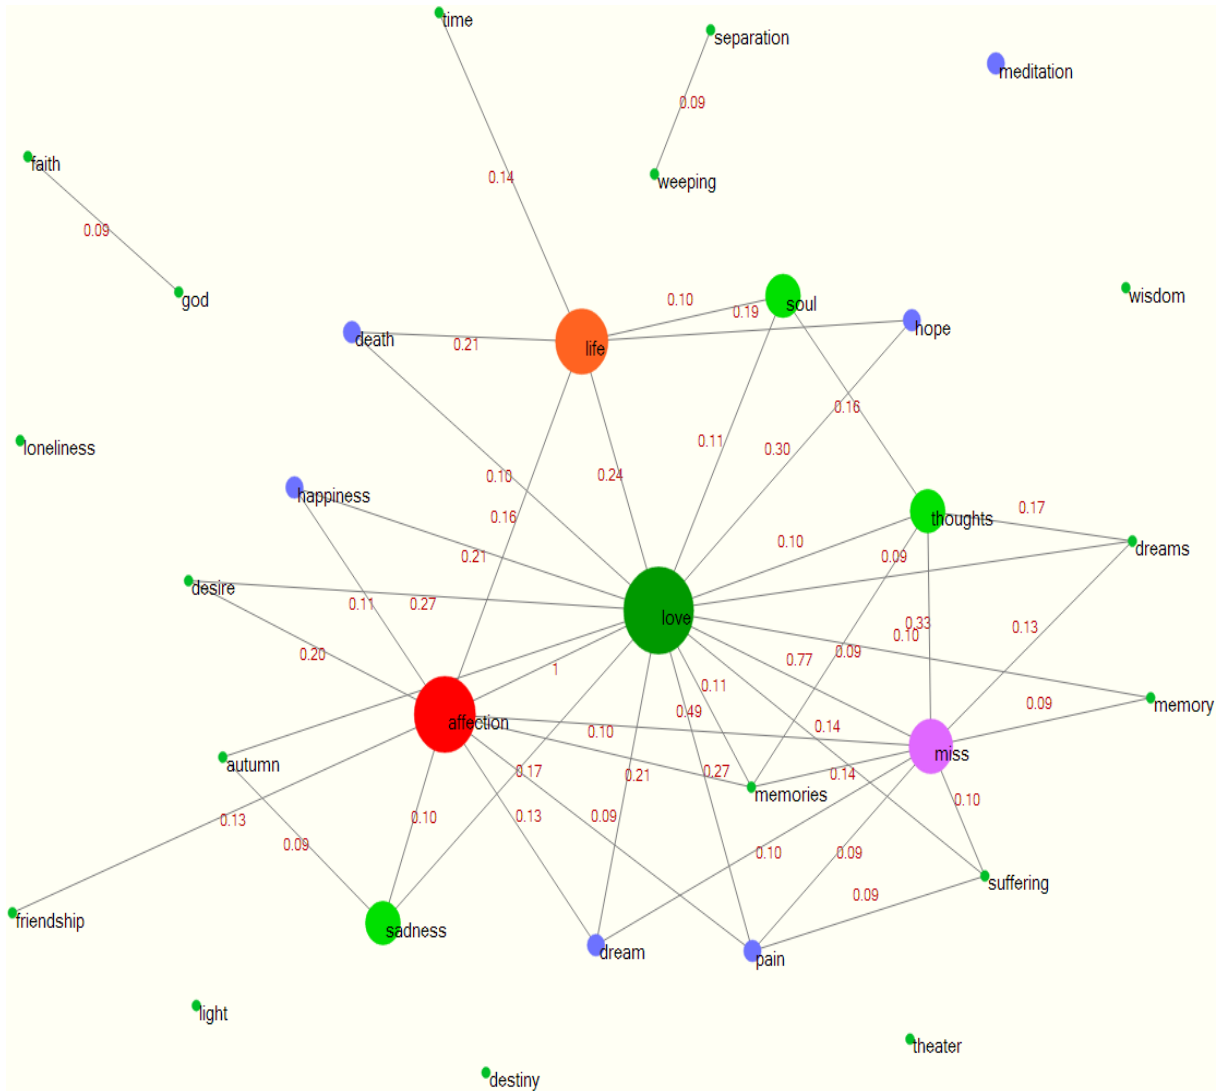 time
separation
meditation
0.09
faith
0.14
weeping
0.09
god
wisdom
0.10
soul
0.19
hope
death
0.21
life
0.16
loneliness
0.11
0.30
0.24
0.10
happiness
0.17
thoughts
0.16
0.10
0.09
dreams
0.21
desire
0.11
0.27
love
0.33
0.10
0.13
0.20
1
0.77
0.09
0.11
memory
0.09
affection
0.49
0.14
0.10
miss
autumn
0.17
0.21
0.27
0.14
memories
0.10
0.13
0.10
0.13
0.09
0.09
0.10
0.09
0.09
suffering
friendship
sadness
dream
pain
light
theater
destiny